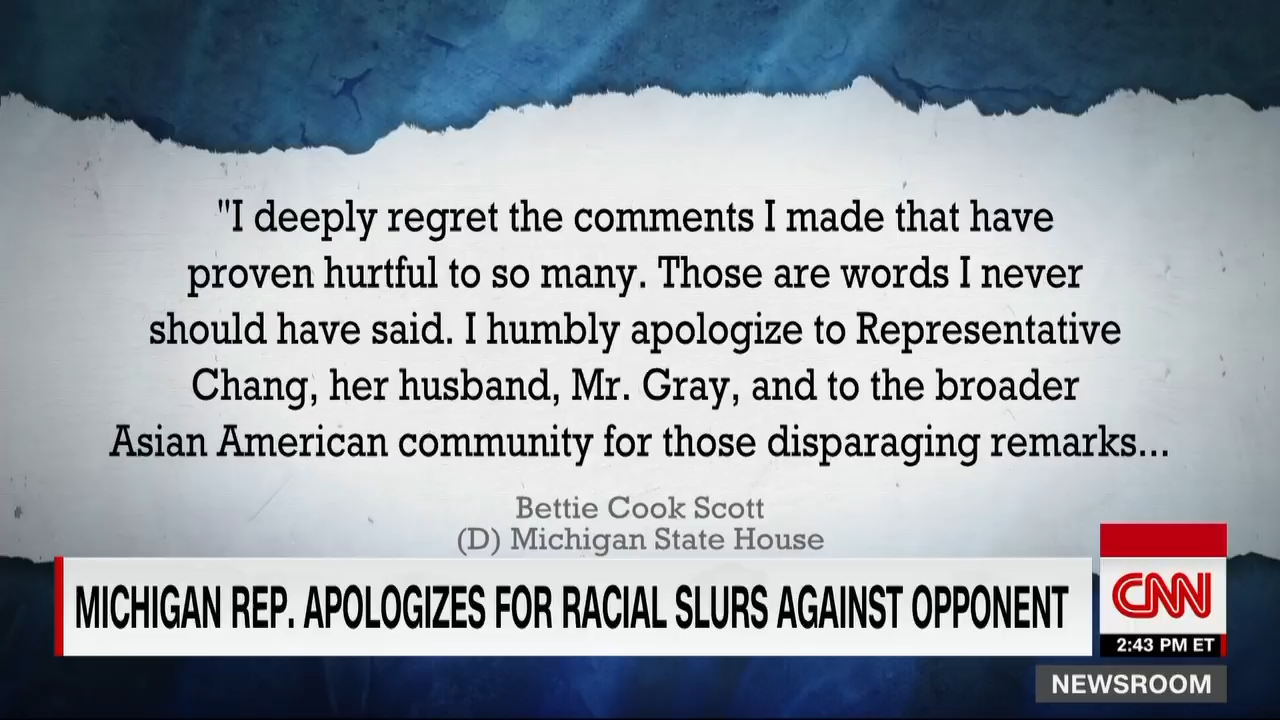 "I deeply regret the comments I made that have
proven hurtful to so many. Those are words I never
should have said. I humbly apologize to Representative
Chang, her husband, Mr. Gray, and to the broader
Asian American community for those disparaging remarks...
Bettie Cook Scott
(D) Michigan State House
MICHIGAN REP. APOLOGIZES FOR RACIAL SLURS AGAINST OPPONENT
CNN
2:43 PM ET
NEWSROOM